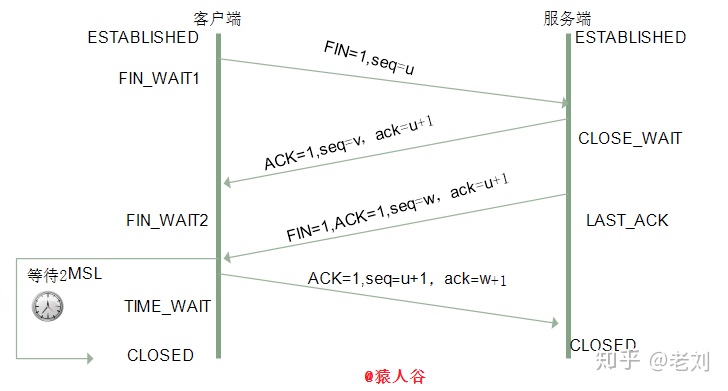 客户端
服务端
ESTABLISHED
ESTABLISHED
FIN=1,seq=u
FIN_WAIT1
ACK=1,seq=v，ack=u+1
CLOSE_WAIT
FIN=1,ACK=1,seq=w，ack=u+1
FIN_WAIT2
LAST_ACK
等待2MSL
ACK=1,seq=u+1，ack=w+1
TIME_WAIT
CLOSED
CLOSED
知乎 @老刘
@猿人谷